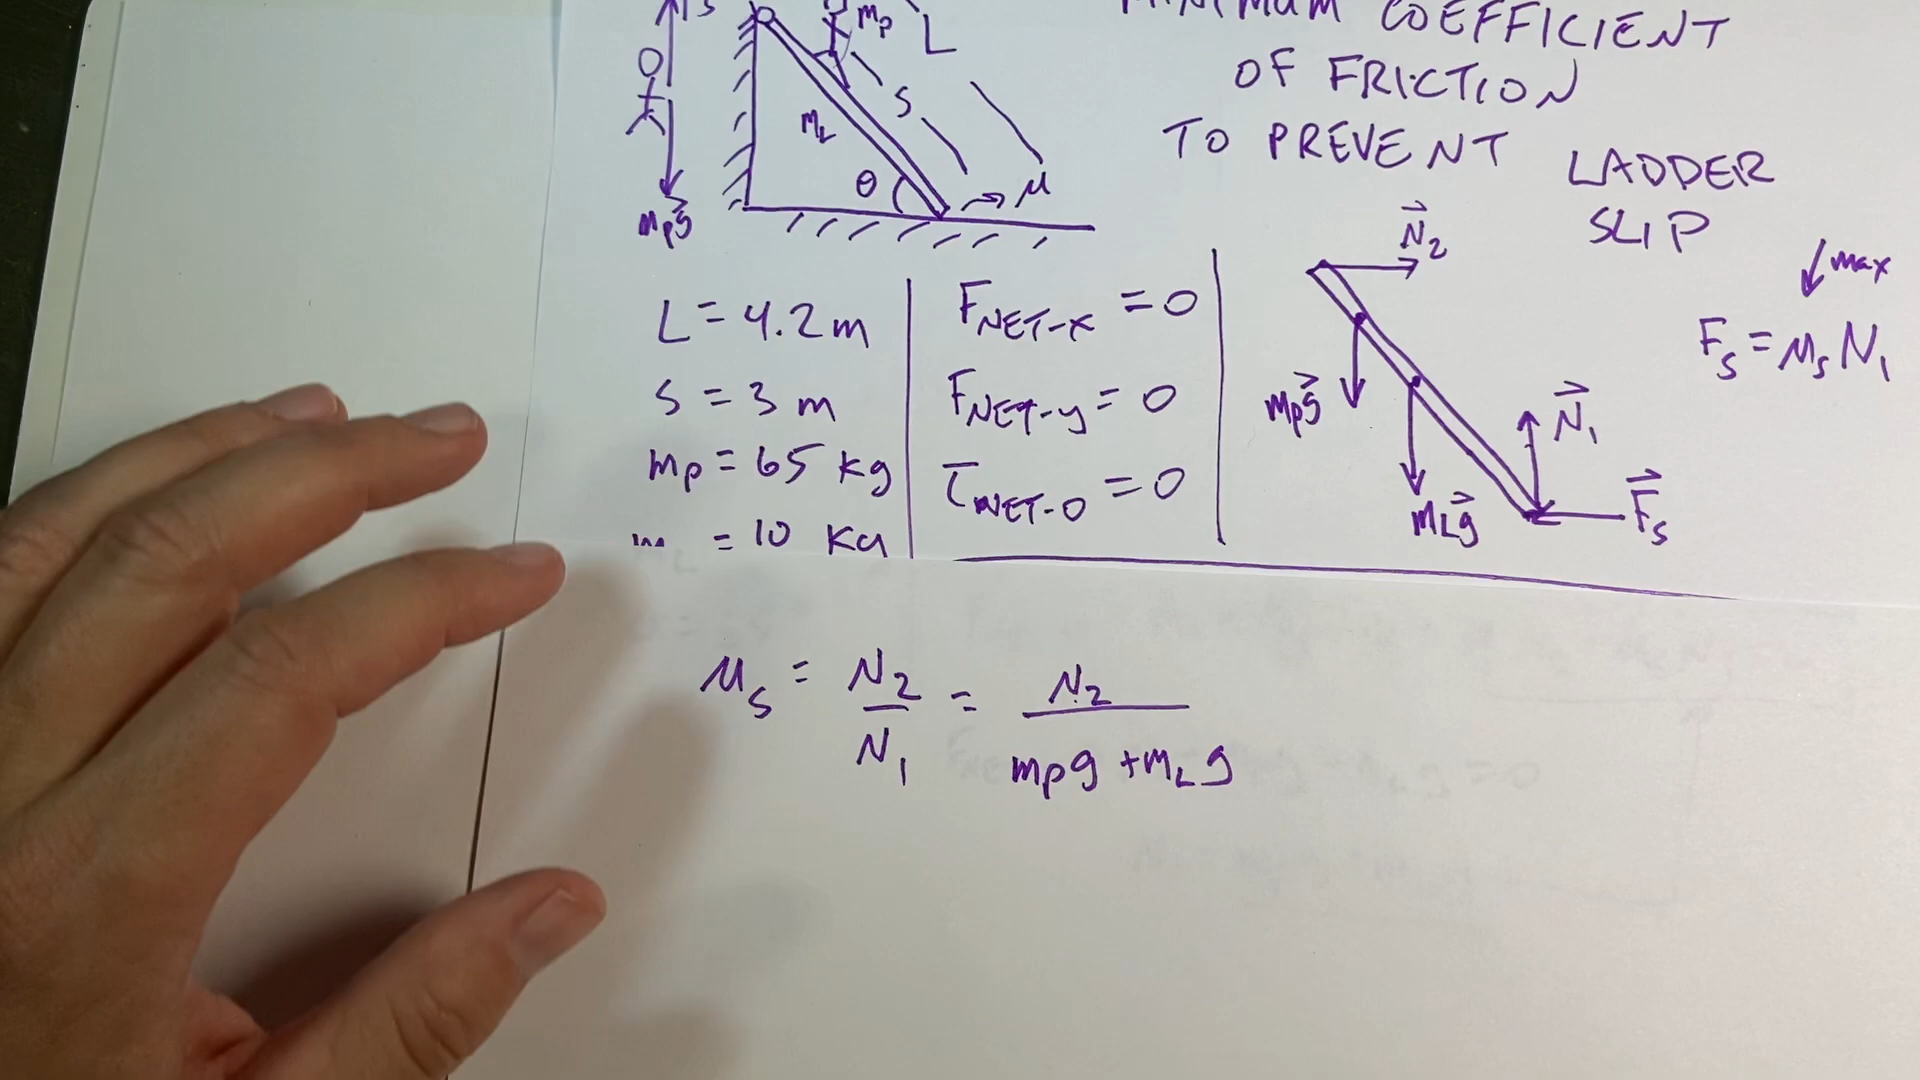 mp
L
MINIMUM COEFFICIENT
OF FRICTION
TO PREVENT LADDER
SLIP
s
mL
θ
μ
mpg
L = 4.2 m
s = 3 m
mp = 65 kg
= 10 kg
FNET-x = 0
FNET-y = 0
τNET-O = 0
N2
mpg
mLg
N1
Fs
max
Fs = μs N1
μs = N2 / N1 = N2 / mpg + mLg